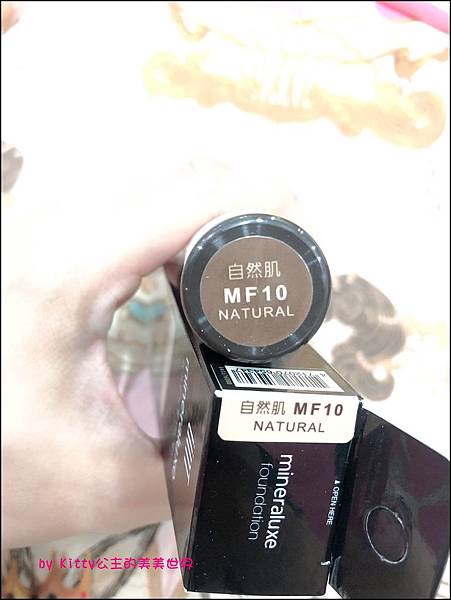 自然肌
MF10
NATURAL
自然肌 MF10
NATURAL
mineraluxe
foundation
▲OPEN HERE
by Kitty公主的美美世界